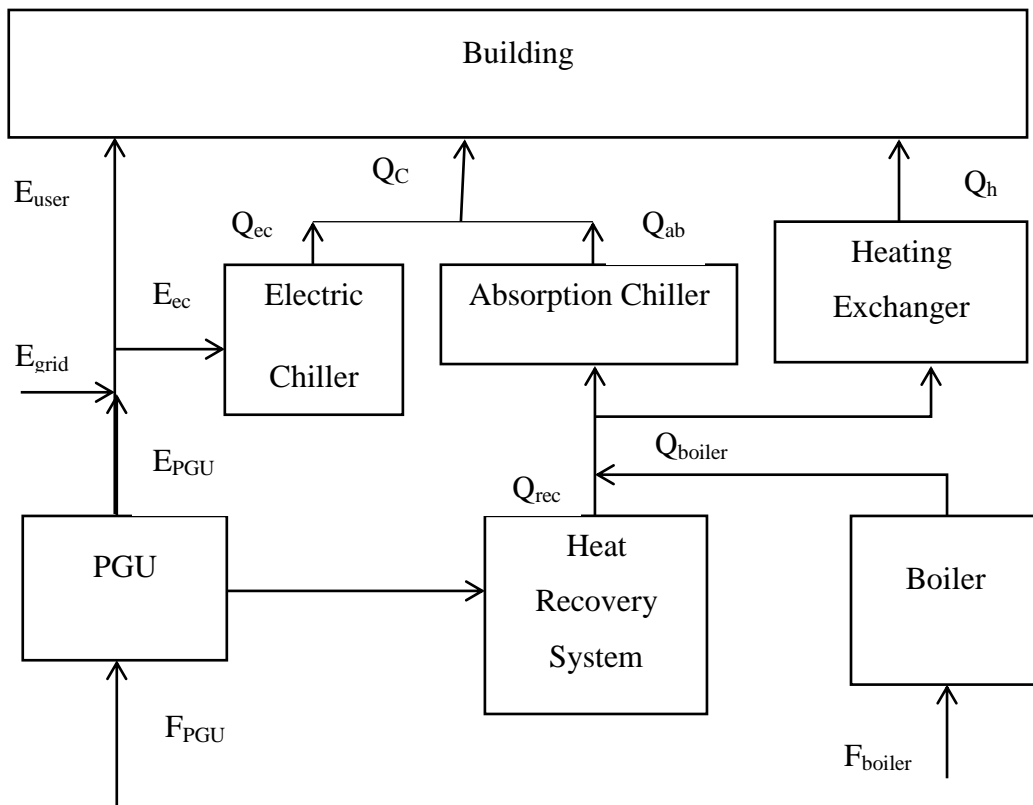 Building
E_user
Q_C
Q_h
Q_ec
Q_ab
E_ec
Electric
Chiller
Absorption Chiller
Heating
Exchanger
E_grid
E_PGU
Q_boiler
Q_rec
PGU
Heat
Recovery
System
Boiler
F_PGU
F_boiler